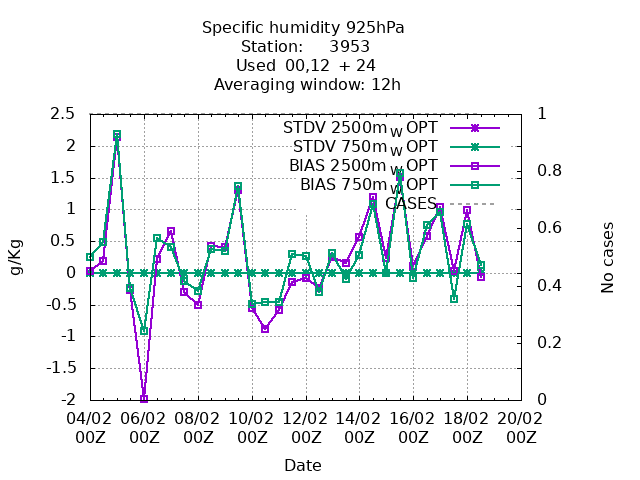 Specific humidity 925hPa
Station: 3953
Used 00,12 + 24
Averaging window: 12h
2.5
2
1.5
1
0.5
0
-0.5
-1
-1.5
-2
g/Kg
1
0.8
0.6
0.4
0.2
0
No cases
STDV 2500m_W OPT
STDV 750m_W OPT
BIAS 2500m_W OPT
BIAS 750m_W OPT
CASES
04/02 06/02 08/02 10/02 12/02 14/02 16/02 18/02 20/02
00Z 00Z 00Z 00Z 00Z 00Z 00Z 00Z 00Z
Date